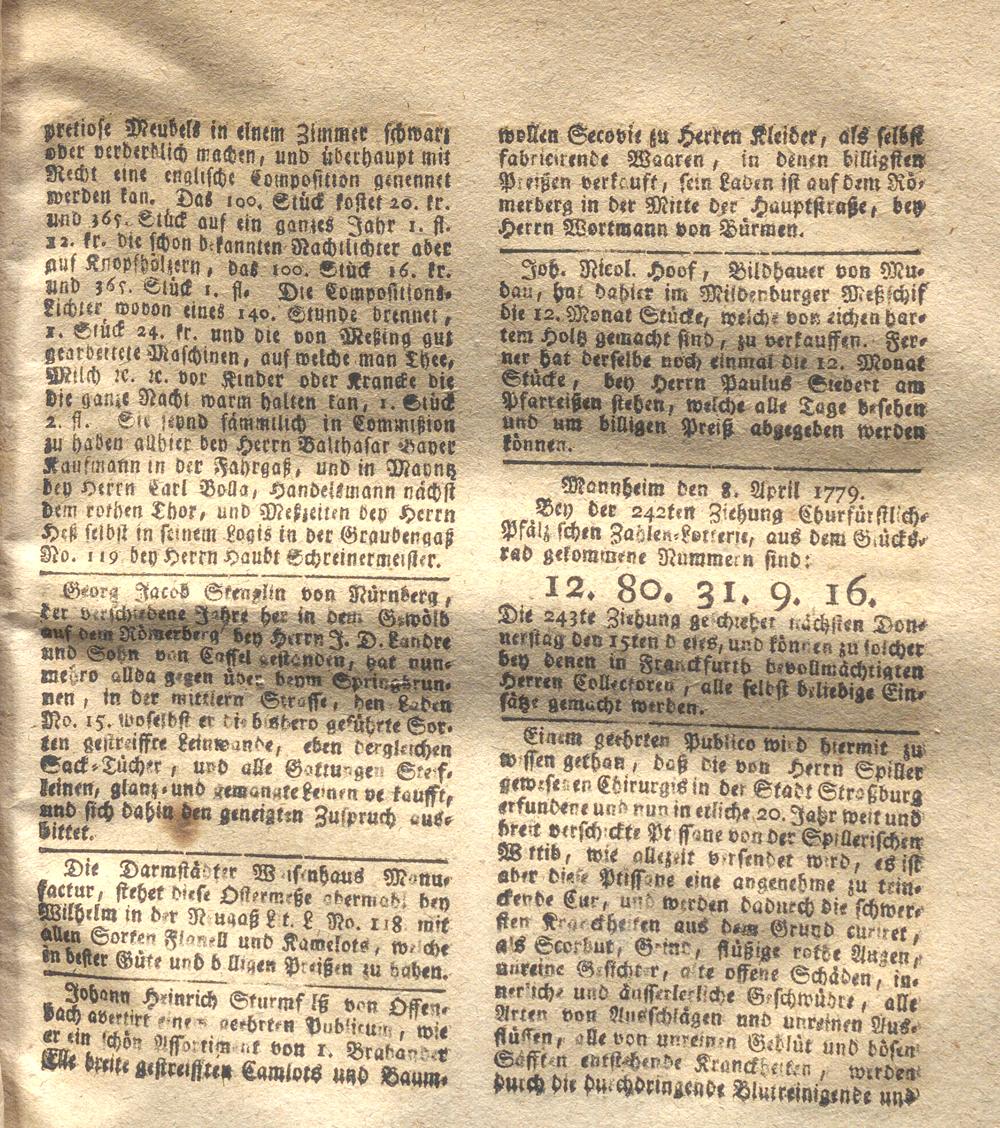 pretiose Meubels in einem Zimmer schwarz
oder verderblich machen, und überhaupt mit
Recht eine englische Composition genennet
werden kan. Das 100. Stück kostet 20. kr.
und 365. Stück auf ein ganzes Jahr 1. fl.
12. kr. die schon bekannten Nachtlichter aber
auf Knopfhöltzern, das 100. Stück 16. kr.
und 365. Stück 1. fl. Die Compositions-
Lichter wovon eines 140. Stunde brennet,
1. Stück 24. kr. und die von Meßing gut
gearbeitete Maschinen, auf welche man Thee,
Milch ꝛc. ꝛc. vor Kinder oder Krancke die
die ganze Nacht warm halten kan, 1. Stück
2. fl. Sie seynd sämmtlich in Commißion
zu haben allhier bey Herrn Balthasar Bayer
Kaufmann in der Fahrgaß, und in Mayntz
bey Herrn Carl Bolla, Handelsmann nächst
dem rothen Thor, und Meßzeiten bey Herrn
Heß selbst in seinem Logis in der Graubengaß
No. 119 bey Herrn Haubt Schreinermeister.
Georg Jacob Stenglin von Nürnberg,
der verschiedene Jahre her in dem Gewölb
auf dem Römerberg bey Herrn J. D. Landre
und Sohn von Cassel gestanden, hat nun-
mehro allda gegen über beym Springbrun-
nen, in der mittlern Strasse, den Laden
No. 15. woselbst er die bishero geführte Sor-
ten gestreiffte Leinwande, eben dergleichen
Sack-Tücher, und alle Gattungen Steif-
leinen, glanz- und gemangte Leinen verkaufft,
und sich dahin den geneigten Zuspruch aus-
bittet.
Die Darmstädter Waisenhaus Manu-
factur, stehet diese Ostermeße abermahl bey
Wilhelm in der Neugaß Lit. L No. 118. mit
allen Sorten Flanell und Kamelots, welche
in bester Güte und billigen Preißen zu haben.
Johann Heinrich Sturmfelß von Offen-
bach avertirt einem geehrten Publicum, wie
er ein schön Assortiment von 1. Brabander
Elle breite gestreifften Camlots und Baum-
wollen Secovie zu Herren Kleider, als selbst
fabricirende Waaren, in denen billigsten
Preißen verkauft, sein Laden ist auf dem Rö-
merberg in der Mitte der Hauptstraße, bey
Herrn Wortmann von Bürmen.
Joh. Nicol. Hoof, Bildhauer von Mu-
dau, hat dahier im Mildenburger Meßschif
die 12. Monat Stücke, welche von eichen har-
tem Holtz gemacht sind, zu verkauffen. Fer-
ner hat derselbe noch einmal die 12. Monat
Stücke, bey Herrn Paulus Siebert am
Pfarreißen stehen, welche alle Tage besehen
und um billigen Preiß abgegeben werden
können.
Mannheim den 8. April 1779.
Bey der 242ten Ziehung Churfürstlich-
Pfälzischen Zahlen-Lotterie, aus dem Glücks-
rad gekommene Nummern sind:
12. 80. 31. 9. 16.
Die 243te Ziehung geschiehet nächsten Don-
nerstag den 15ten dieses, und können zu solcher
bey denen in Franckfurth bevollmächtigten
Herren Collectoren, alle selbst beliebige Ein-
sätze gemacht werden.
Einem geehrten Publico wird hiermit zu
wissen gethan, daß die von Herrn Spiller
gewesenen Chirurgis in der Stadt Straßburg
erfundene und nun in etliche 20. Jahr weit und
breit verschickte Ptissane von der Spillerischen
Wittib, wie allezeit versendet wird, es ist
aber diese Ptissane eine angenehme zu trin-
ckende Cur, und werden dadurch die schwer-
sten Kranckheiten aus dem Grund curiret,
als Scorbut, Grind, flüßige rothe Augen,
unreine Gesichter, alte offene Schäden, in-
nerliche und äusserlerliche Geschwühre, alle
Arten von Ausschlägen und unreinen Aus-
flüssen, alle von unreinen Geblüt und bösen
Säfften entstehende Kranckheiten, werden
durch die durchdringende Blutreinigende und